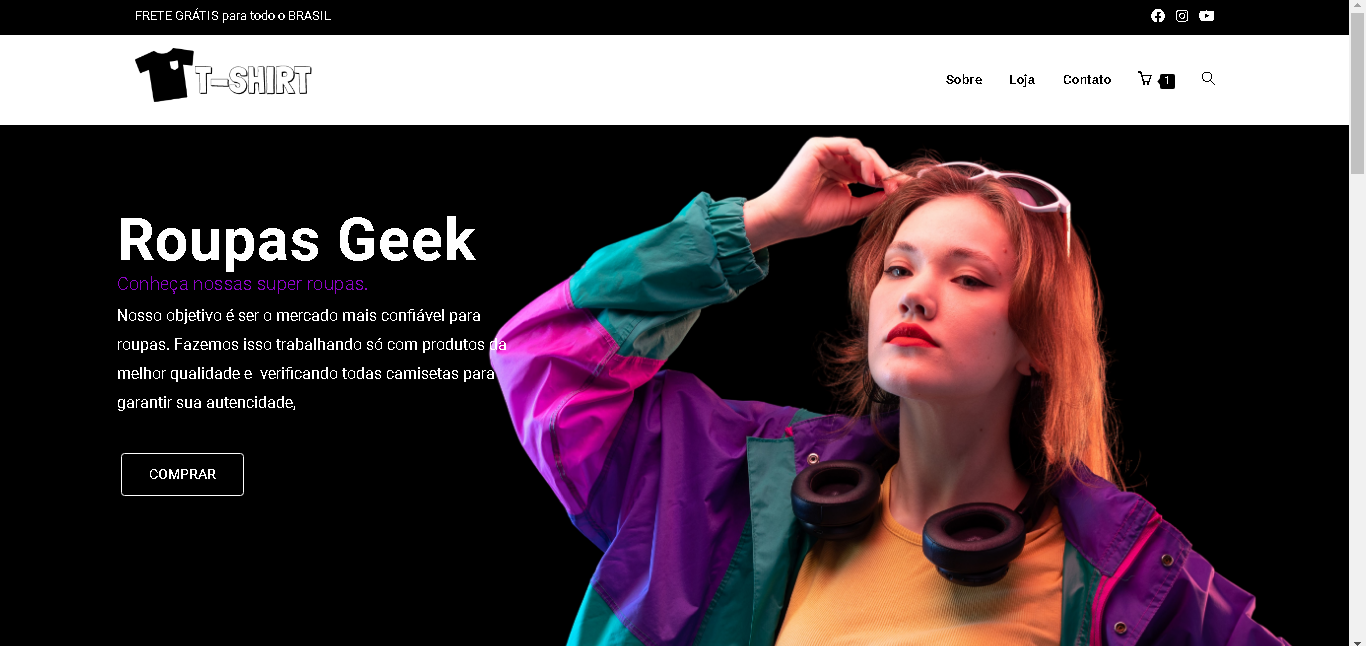 FRETE GRÁTIS para todo o BRASIL
T-SHIRT
Sobre Loja Contato 1
Roupas Geek
Conheça nossas super roupas.
Nosso objetivo é ser o mercado mais confiável para
roupas. Fazemos isso trabalhando só com produtos da
melhor qualidade e  verificando todas camisetas para
garantir sua autencidade,
COMPRAR